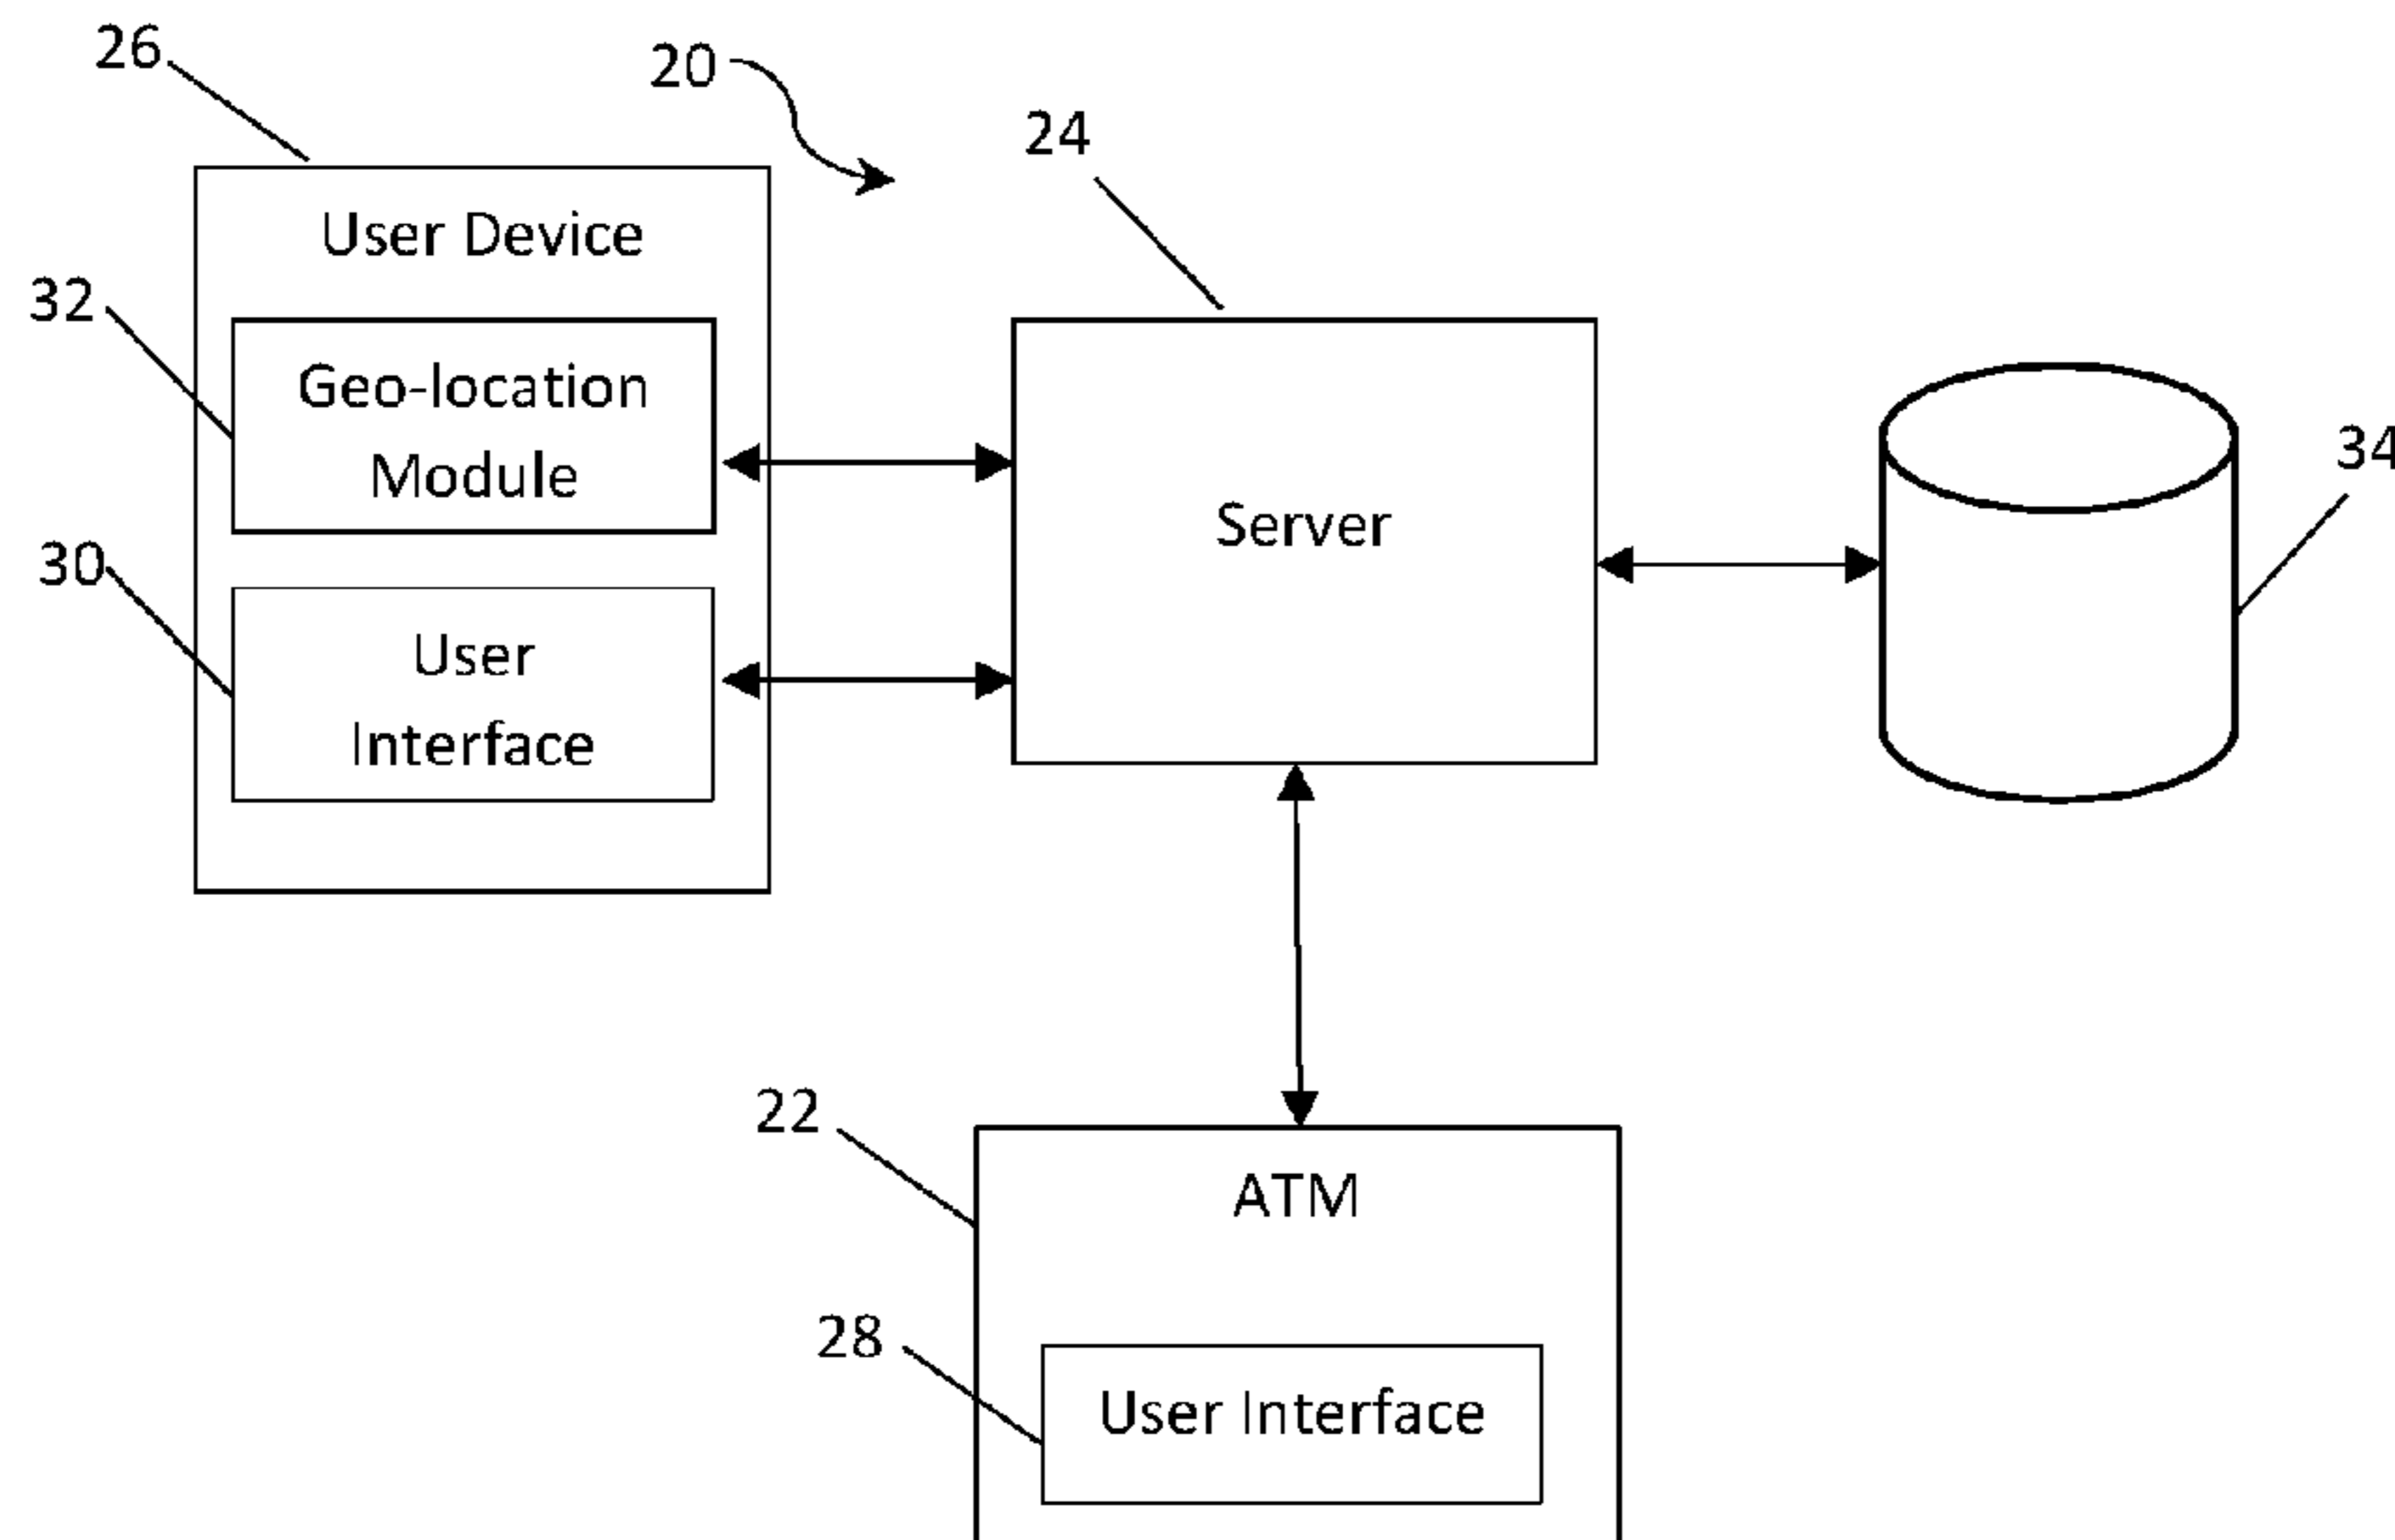 26
20
24
User Device
32
Geo-location
Module
34
Server
30
User
Interface
22
ATM
28
User Interface